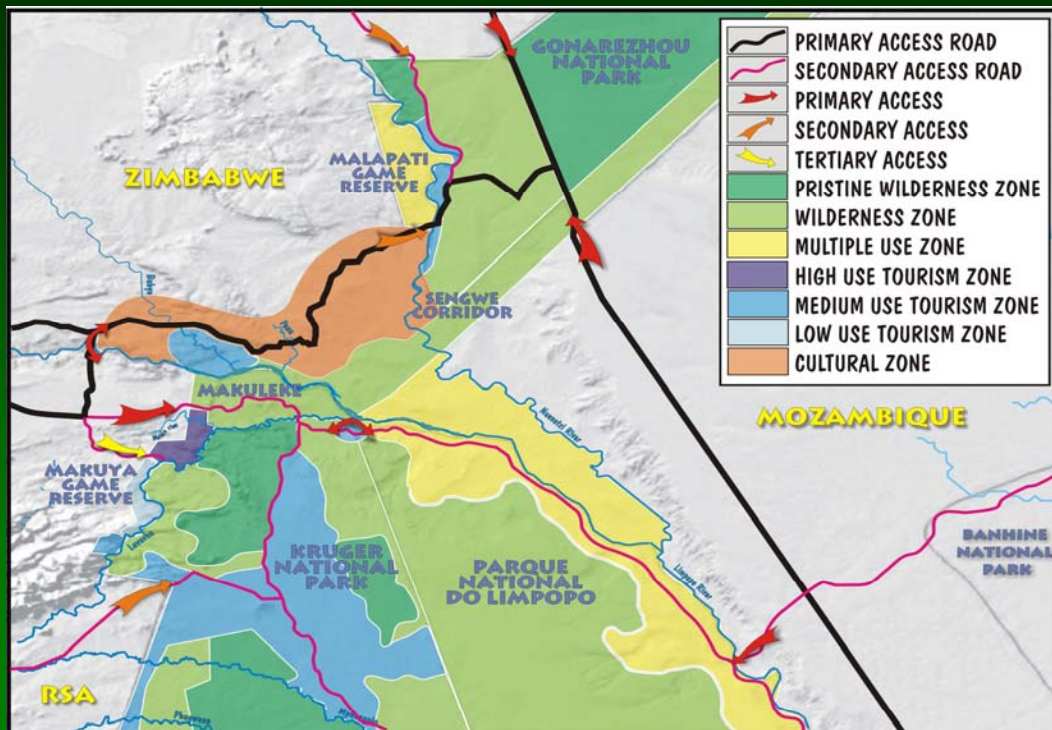 GONAREZHOU
NATIONAL
PARK
ZIMBABWE
MALAPATI
GAME
RESERVE
SENGWE
CORRIDOR
MAKULEKE
MOZAMBIQUE
MAKUYA
GAME
RESERVE
KRUGER
NATIONAL
PARK
PARQUE
NATIONAL
DO LIMPOPO
Limpopo River
BANHINE
NATIONAL
PARK
RSA
PRIMARY ACCESS ROAD
SECONDARY ACCESS ROAD
PRIMARY ACCESS
SECONDARY ACCESS
TERTIARY ACCESS
PRISTINE WILDERNESS ZONE
WILDERNESS ZONE
MULTIPLE USE ZONE
HIGH USE TOURISM ZONE
MEDIUM USE TOURISM ZONE
LOW USE TOURISM ZONE
CULTURAL ZONE